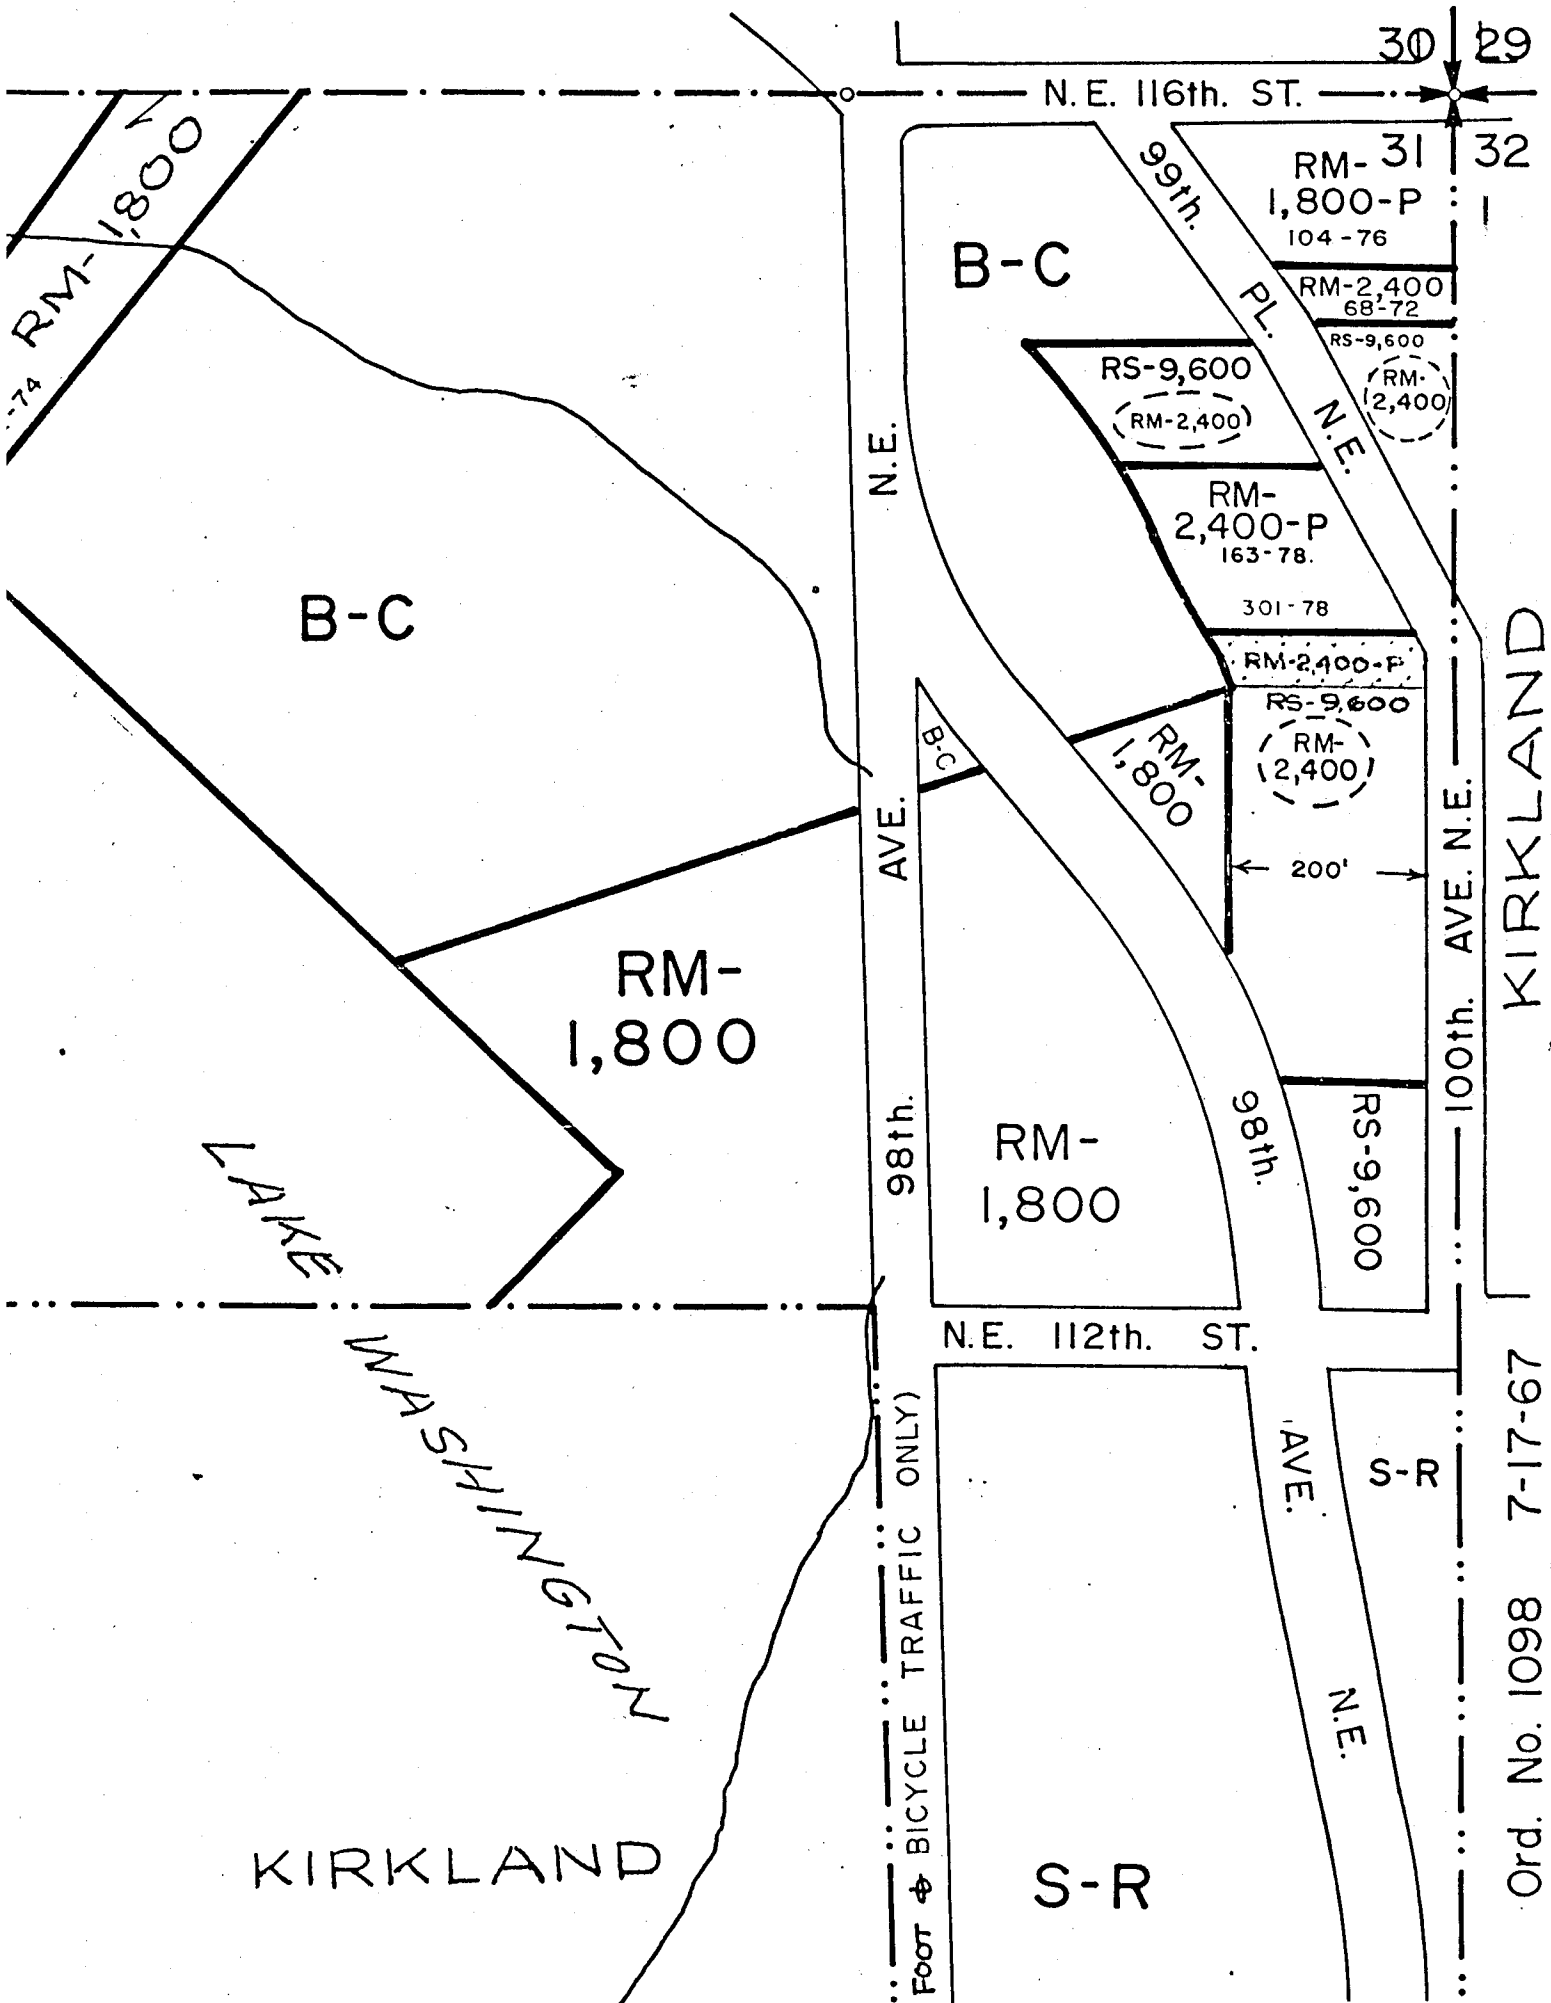 30 29
N.E. 116th. ST.
31 32
RM-1,800
-74
99th. PL. N.E.
RM-
1,800-P
104-76
RM-2,400
68-72
RS-9,600
RM-
2,400
B-C
RS-9,600
RM-2,400
RM-
2,400-P
163-78.
301-78
RM-2,400-P
RS-9,600
RM-
2,400
200'
N.E.
B-C
B-C
RM-
1,800
AVE.
RM-
1,800
98th.
RM-
1,800
98th.
RS-9,600
100th. AVE. N.E.
KIRKLAND
LAKE
WASHINGTON
N.E. 112th. ST.
FOOT & BICYCLE TRAFFIC ONLY)
AVE.
N.E.
S-R
S-R
KIRKLAND
Ord. No. 1098 7-17-67